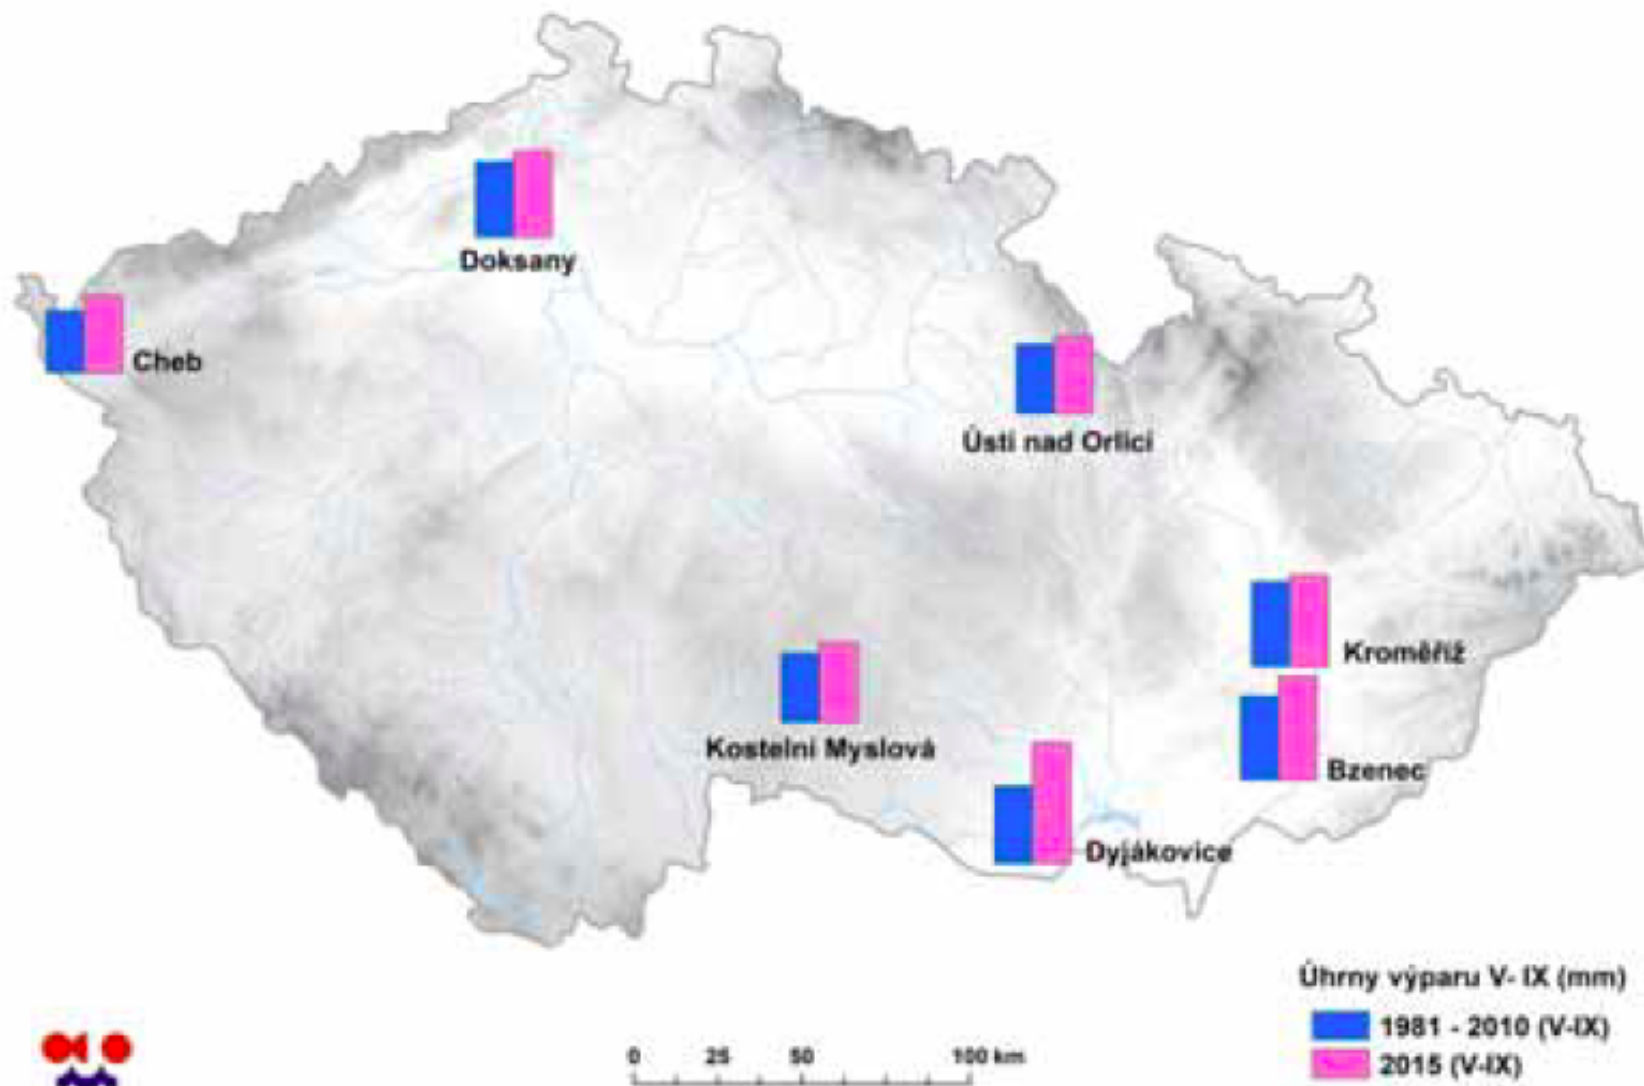 Doksany
Cheb
Ústí nad Orlicí
Kroměříž
Kostelní Myslová
Bzenec
Dyjákovice
Úhrny výparu V- IX (mm)
1981 - 2010 (V-IX)
2015 (V-IX)
0 25 50 100 km